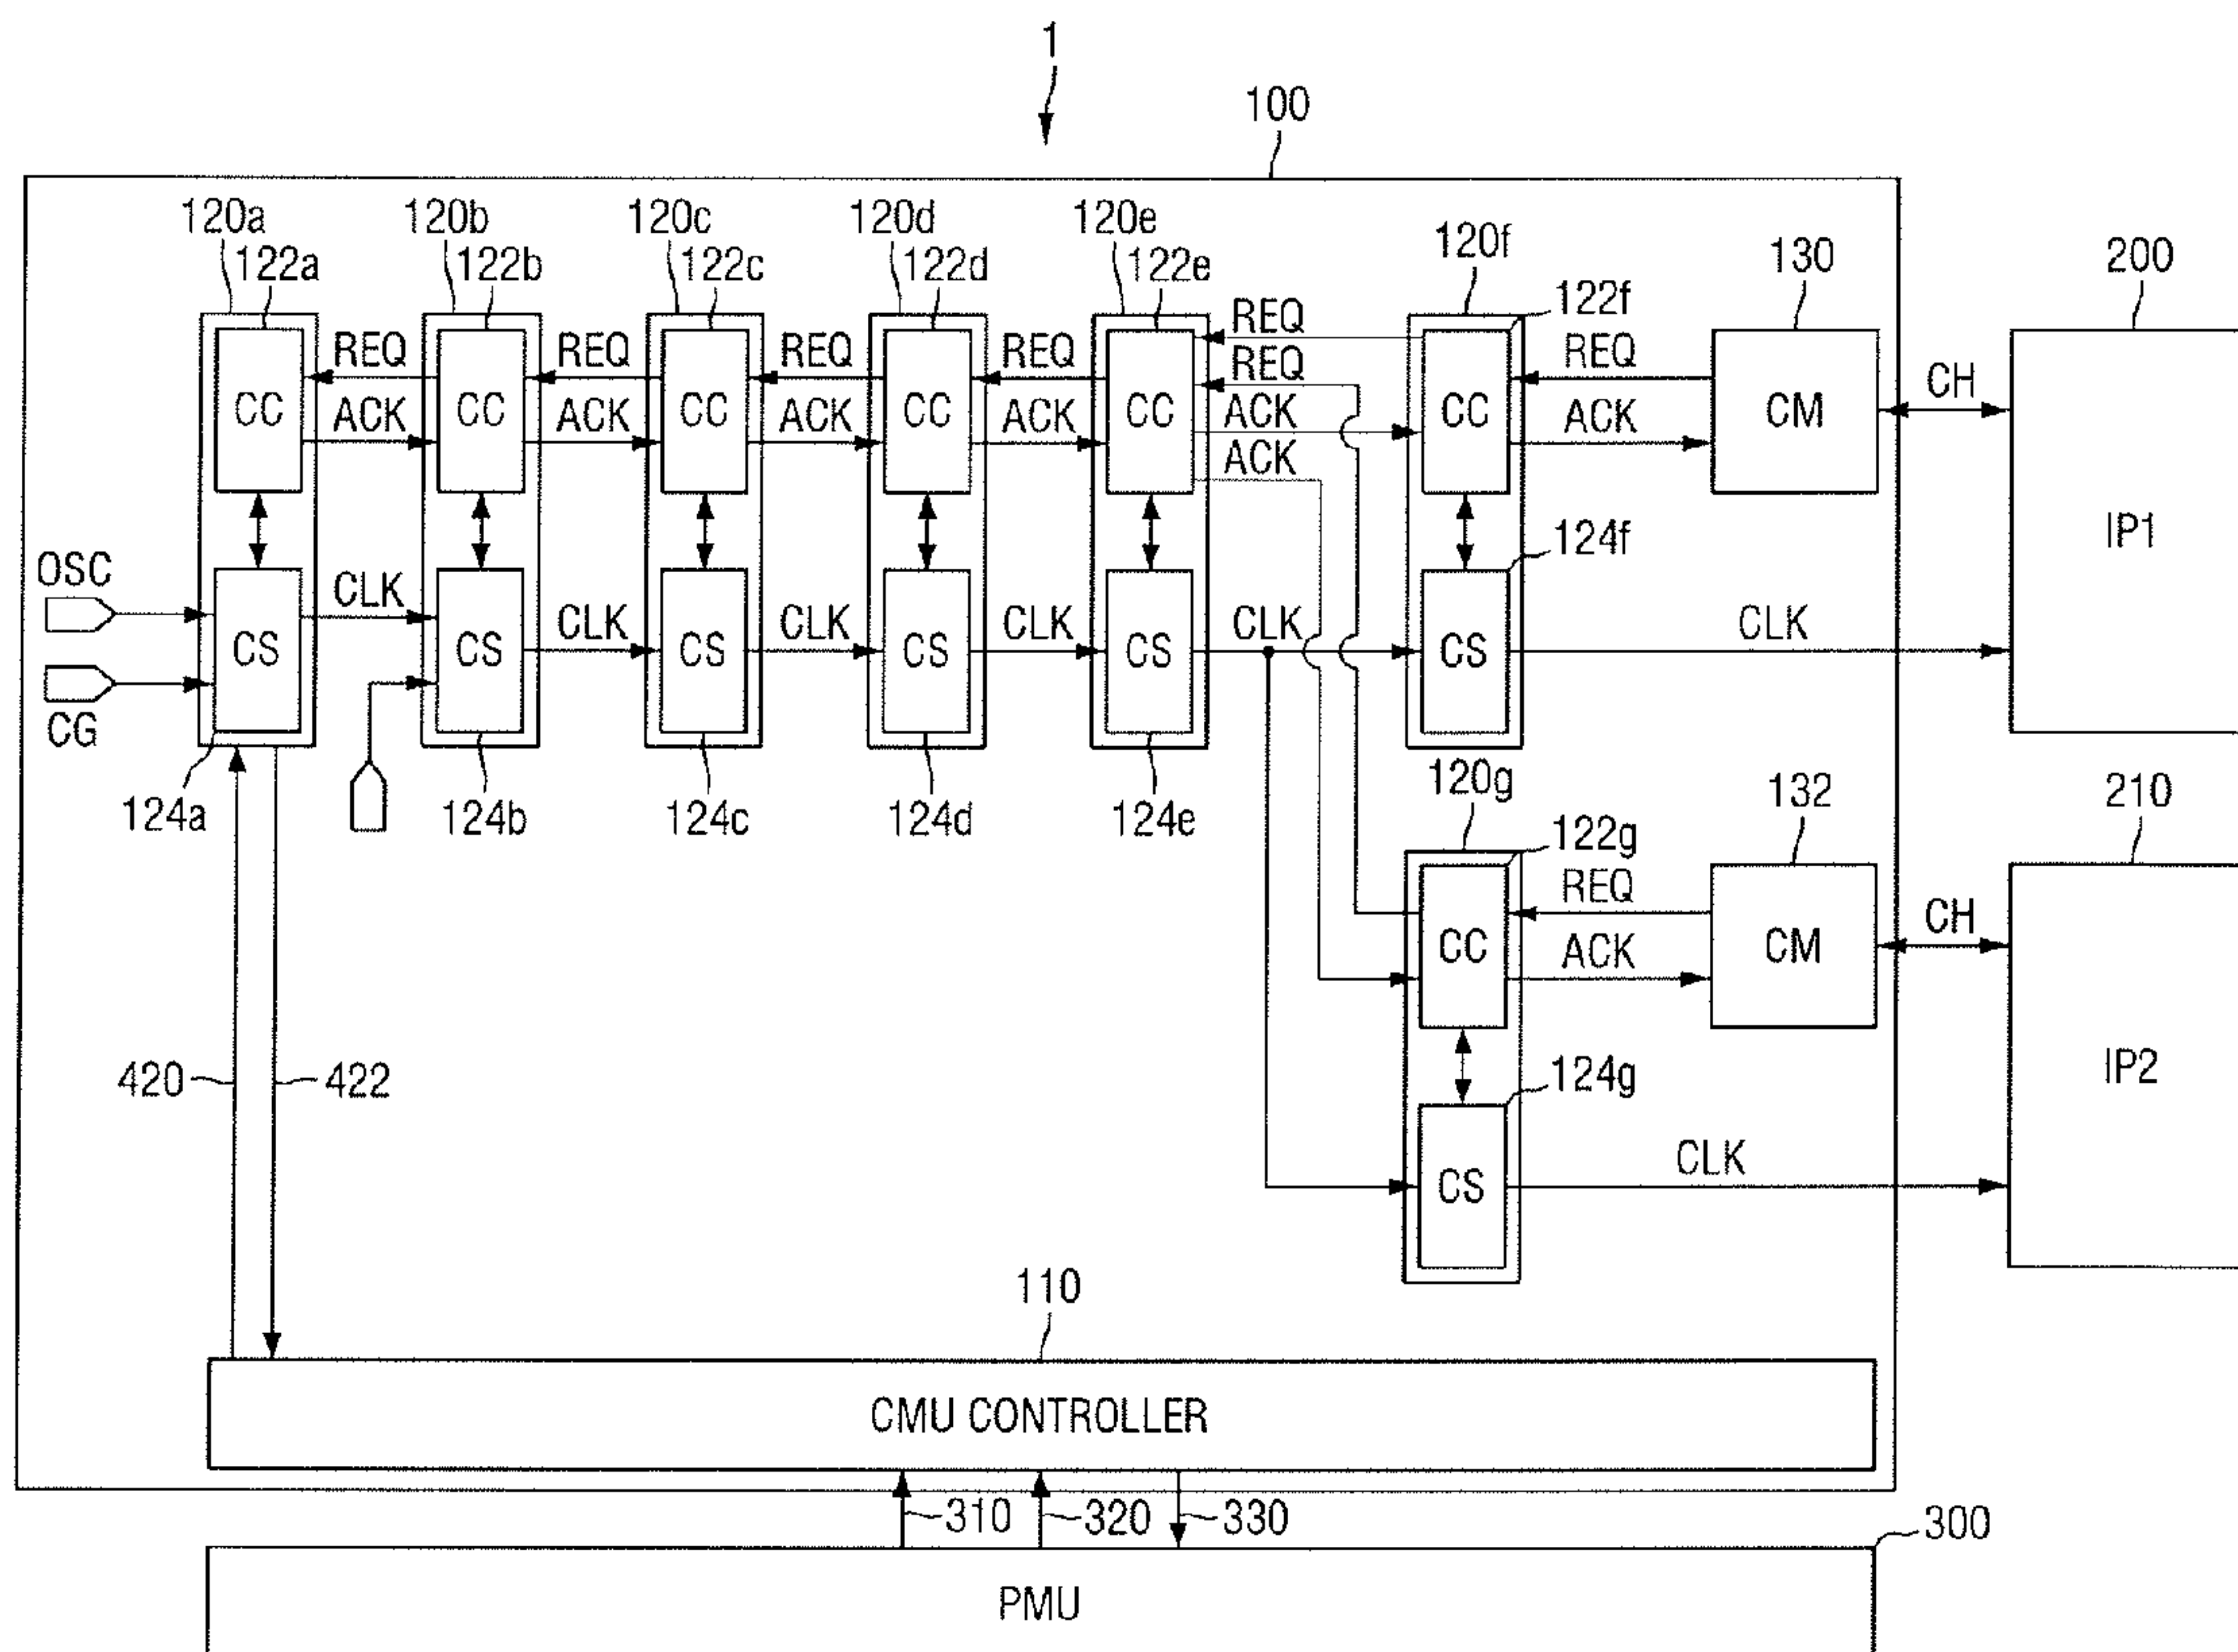 1
100
120a 120b 120c 120d 120e 120f 130 200
122a 122b 122c 122d 122e 122f
REQ REQ REQ REQ REQ REQ
REQ
CC CC CC CC CC CC CM CH
ACK ACK ACK ACK ACK ACK
ACK
IP1
OSC
124f
CLK CLK CLK CLK CLK CLK
CS CS CS CS CS CS
CG
124a 124b 124c 124d 124e
120g 132 210
122g
REQ
CC ACK CM CH
IP2
420 422
124g
CLK
CS
110
CMU CONTROLLER
310 320 330
300
PMU